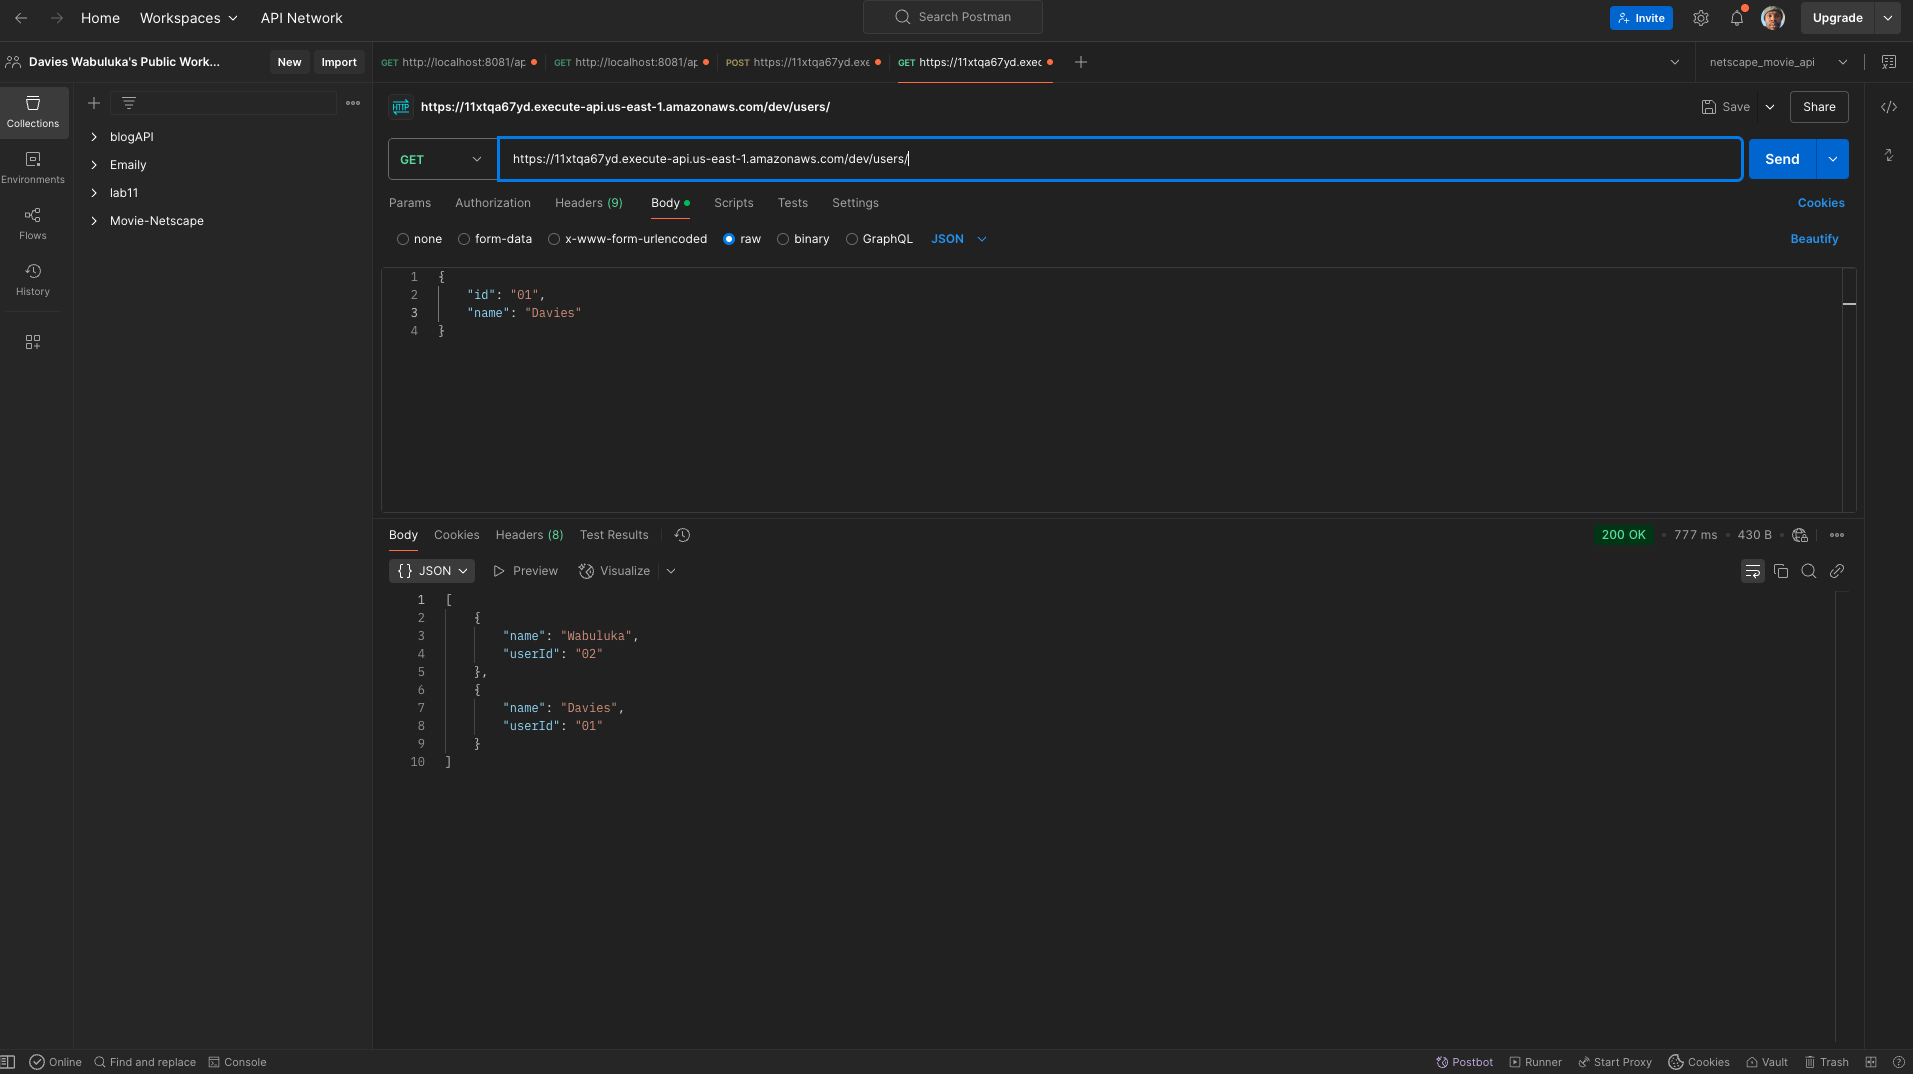 Home
Workspaces
API Network
Search Postman
Invite
Upgrade
Davies Wabuluka's Public Work...
New
Import
GET http://localhost:8081/ap
GET http://localhost:8081/ap
POST https://11xtqa67yd.exe
GET https://11xtqa67yd.exec
netscape_movie_api
Collections
Environments
Flows
History
blogAPI
Emaily
lab11
Movie-Netscape
HTTP https://11xtqa67yd.execute-api.us-east-1.amazonaws.com/dev/users/
Save
Share
GET
https://11xtqa67yd.execute-api.us-east-1.amazonaws.com/dev/users/
Send
Params Authorization Headers (9) Body Scripts Tests Settings
Cookies
none form-data x-www-form-urlencoded raw binary GraphQL JSON
Beautify
1 {
2 "id": "01",
3 "name": "Davies"
4 }
Body Cookies Headers (8) Test Results
200 OK • 777 ms • 430 B
{} JSON Preview Visualize
1 [
2 {
3 "name": "Wabuluka",
4 "userId": "02"
5 },
6 {
7 "name": "Davies",
8 "userId": "01"
9 }
10 ]
Online Find and replace Console
Postbot Runner Start Proxy Cookies Vault Trash